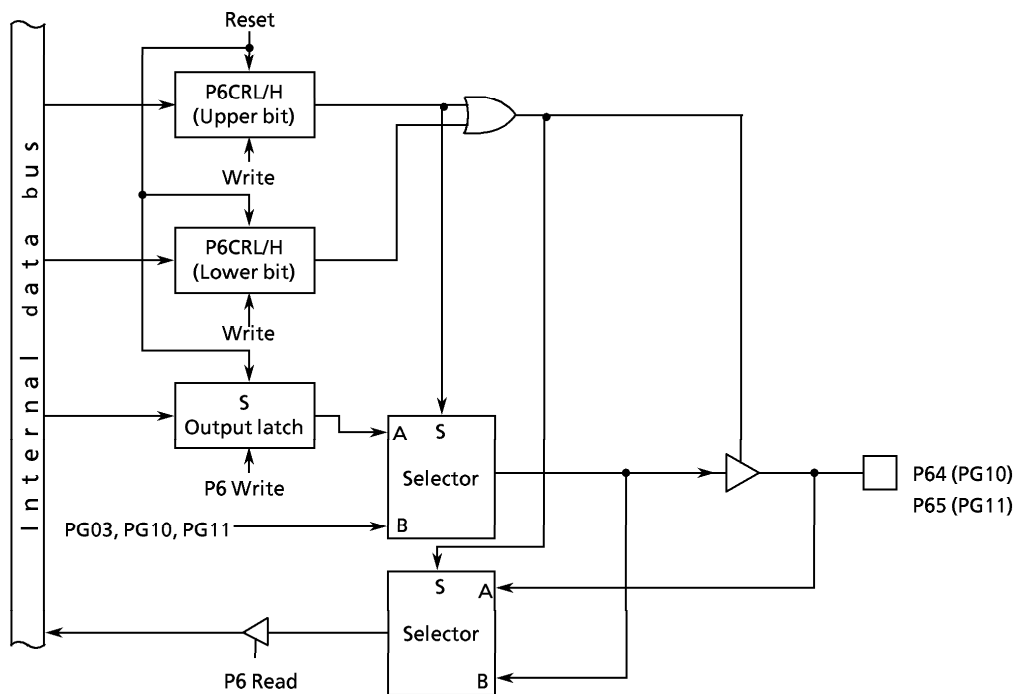 Reset
P6CRL/H
(Upper bit)
Write
P6CRL/H
(Lower bit)
Write
S
Output latch
P6 Write
A
S
Selector
B
PG03, PG10, PG11
P64 (PG10)
P65 (PG11)
S
A
Selector
B
P6 Read
Internal data bus